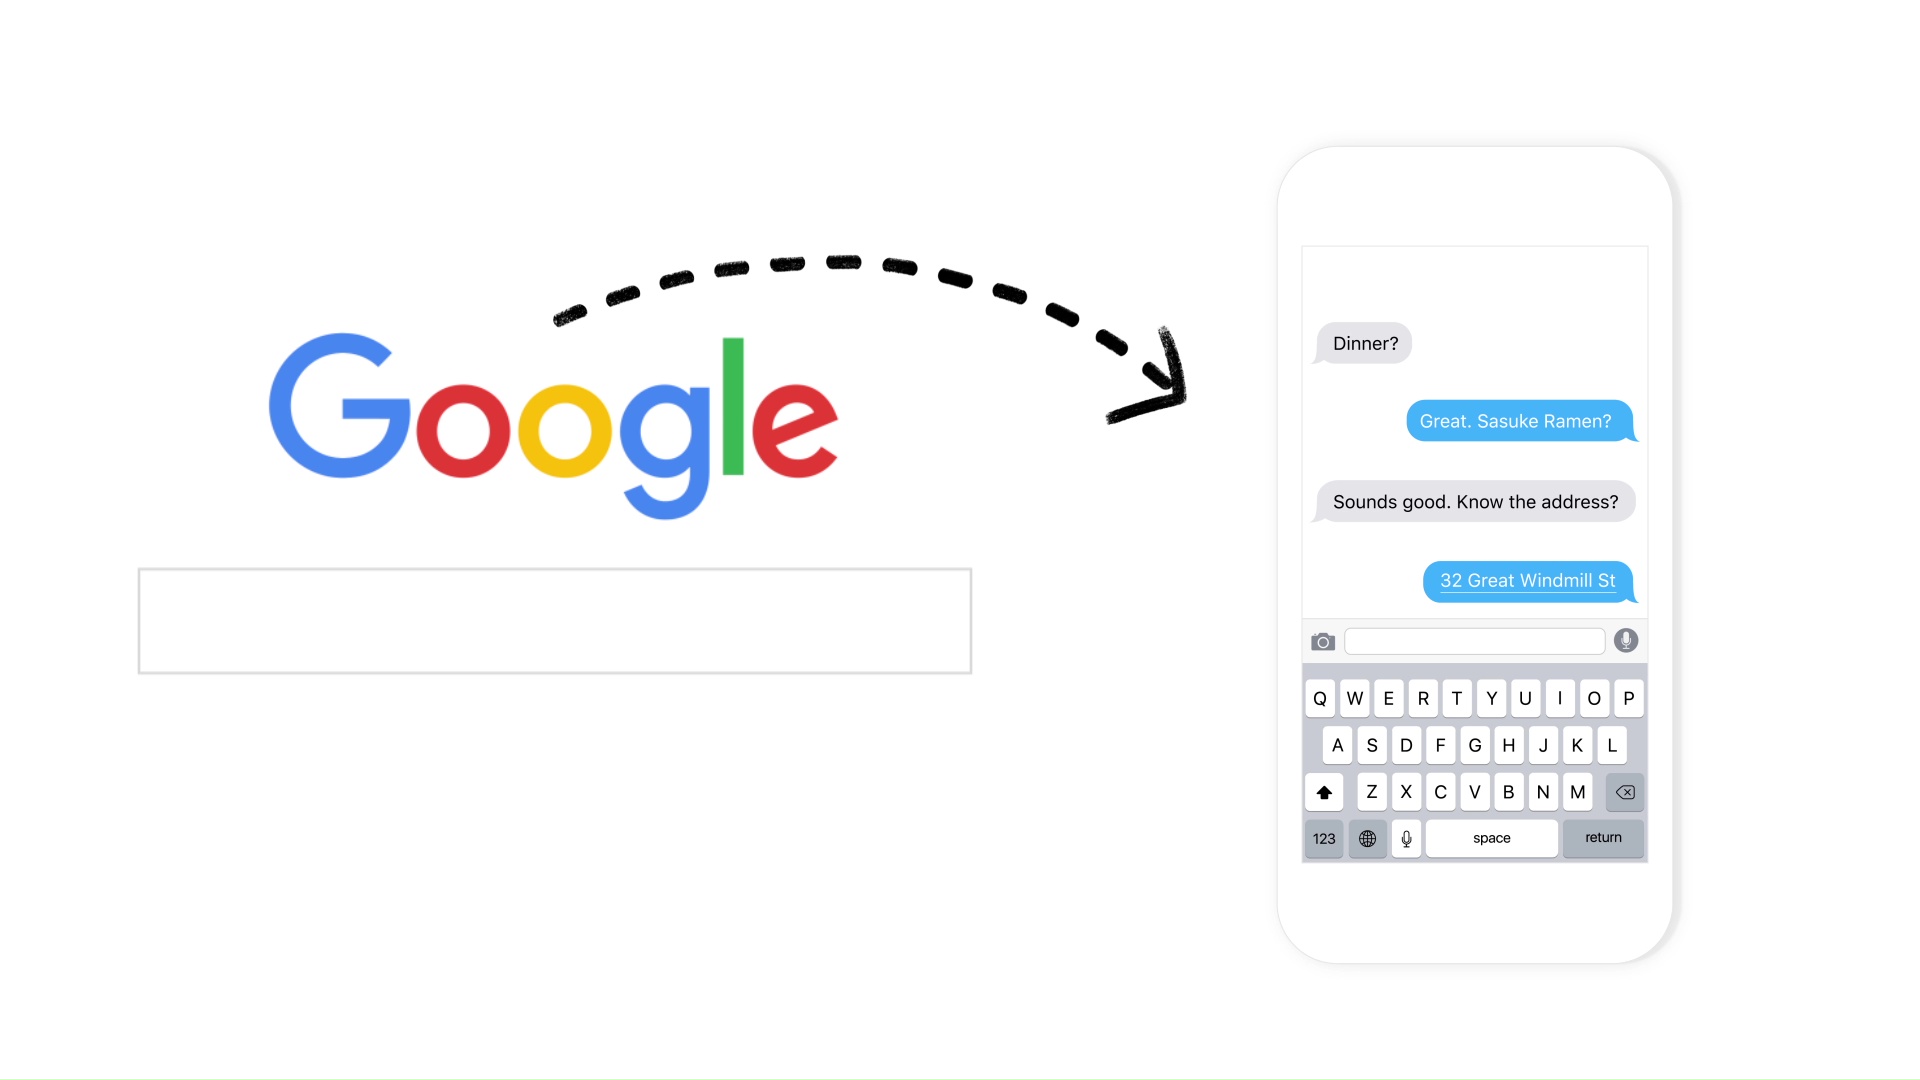 Google
Dinner?
Great. Sasuke Ramen?
Sounds good. Know the address?
32 Great Windmill St
Q W E R T Y U I O P
A S D F G H J K L
Z X C V B N M
123 space return